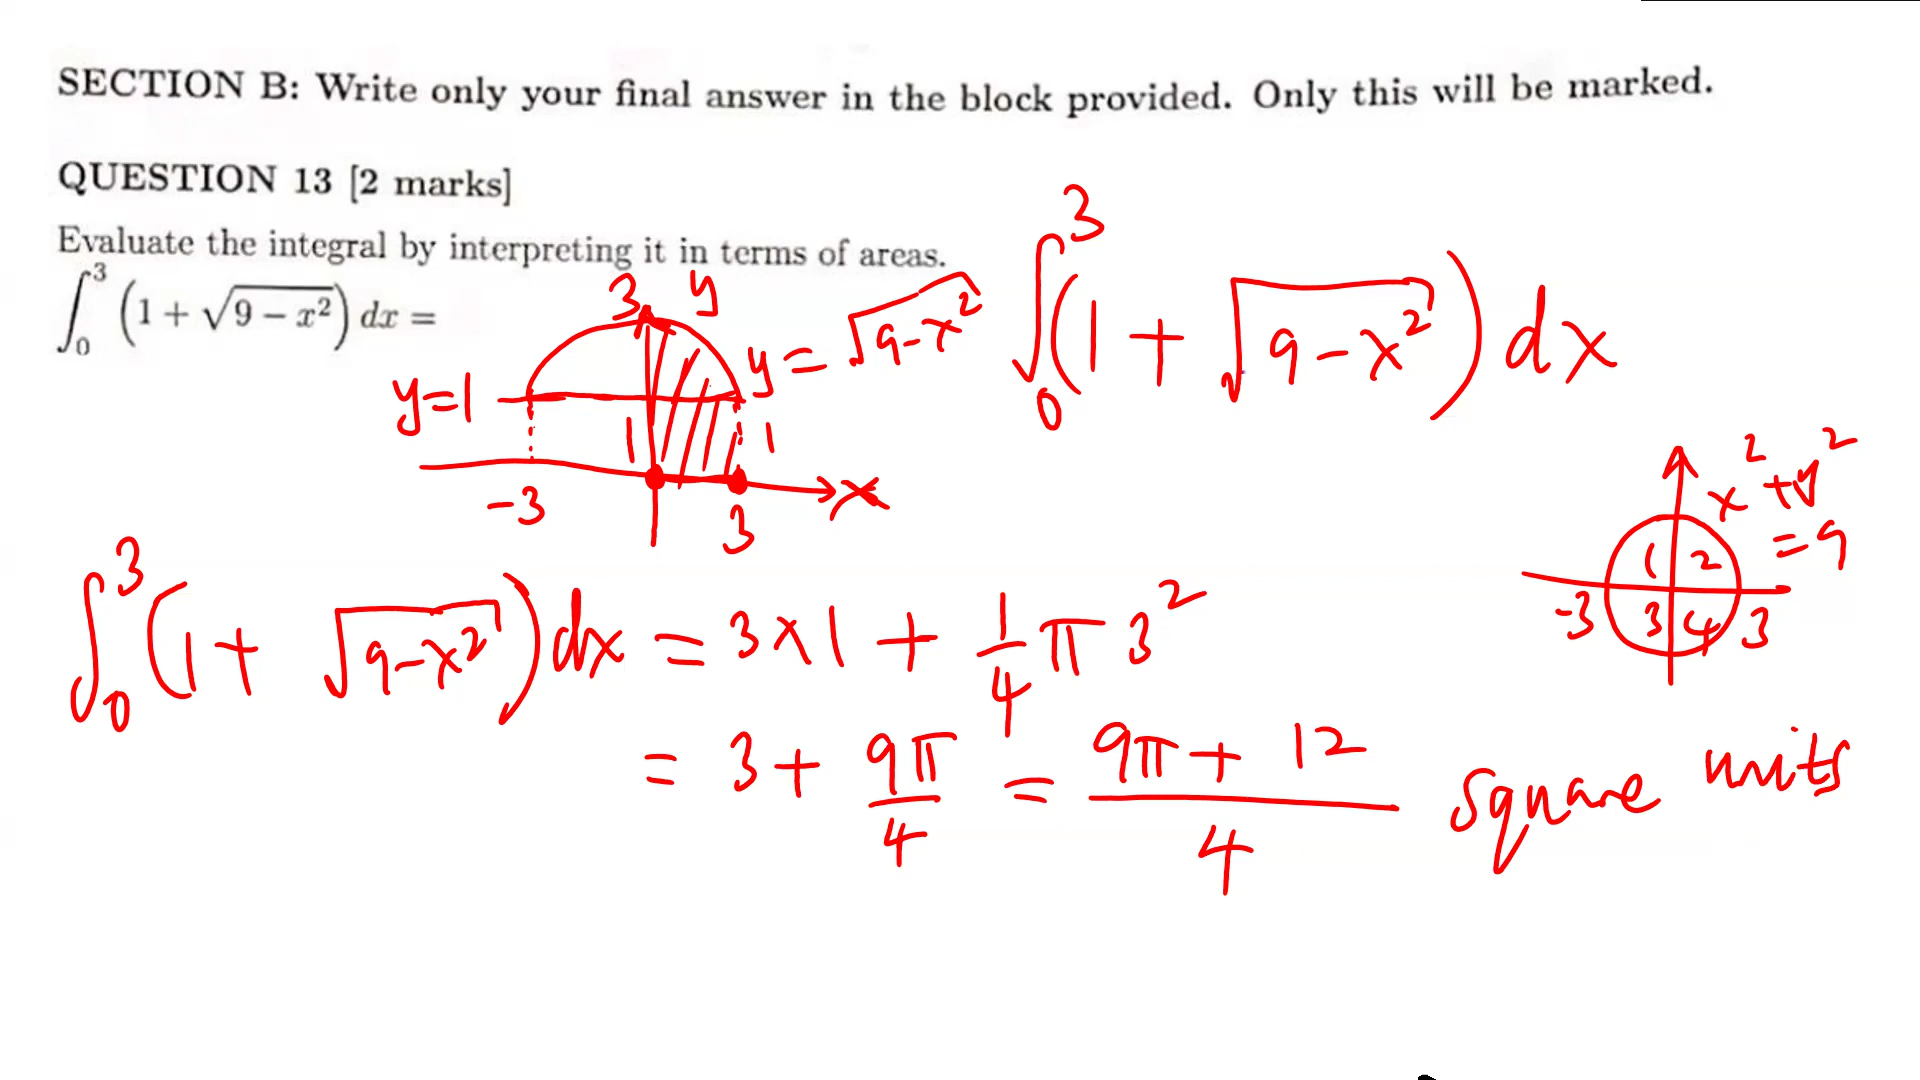 SECTION B: Write only your final answer in the block provided. Only this will be marked.
QUESTION 13 [2 marks]
Evaluate the integral by interpreting it in terms of areas.
∫₀³ (1 + √(9 − x²)) dx =
3 y
y = √(9-x²)
y=1
1
1
-3
3
x
∫₀³ (1 + √(9-x²)) dx
x² + y²
= 9
1 2
3 4
-3
3
∫₀³ (1 + √(9-x²)) dx = 3×1 + 1/4 π 3²
= 3 + 9π/4 = (9π + 12)/4 square units